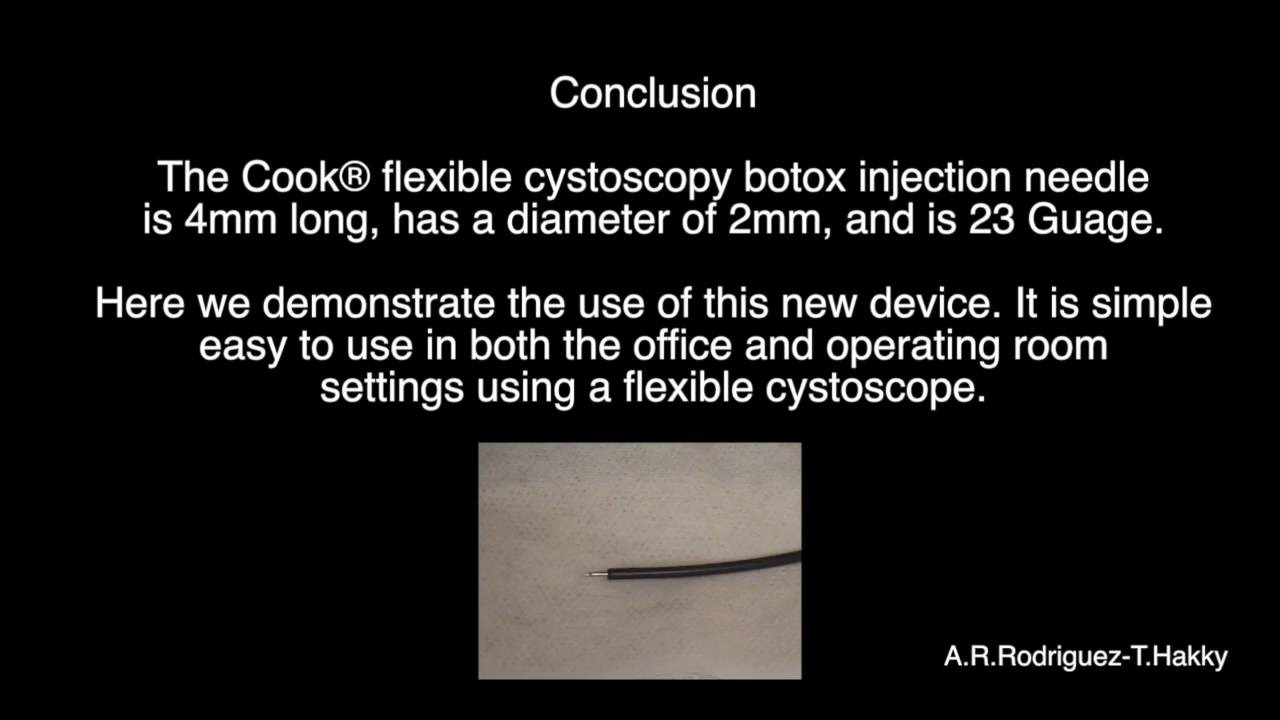 Conclusion
The Cook® flexible cystoscopy botox injection needle
is 4mm long, has a diameter of 2mm, and is 23 Guage.
Here we demonstrate the use of this new device. It is simple
easy to use in both the office and operating room
settings using a flexible cystoscope.
A.R.Rodriguez-T.Hakky